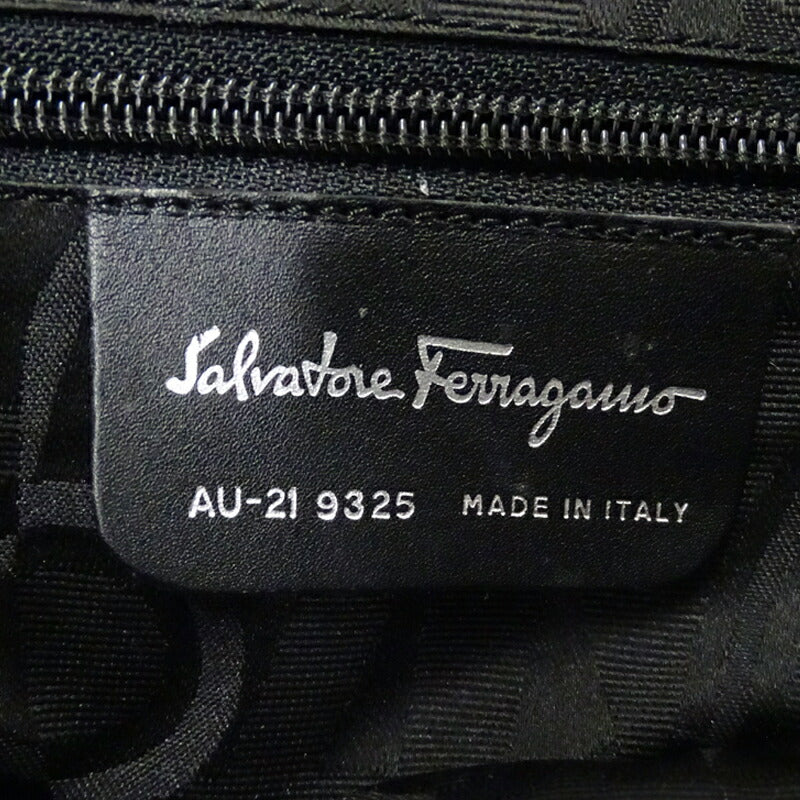 Salvatore Ferragamo
AU-21 9325 MADE IN ITALY